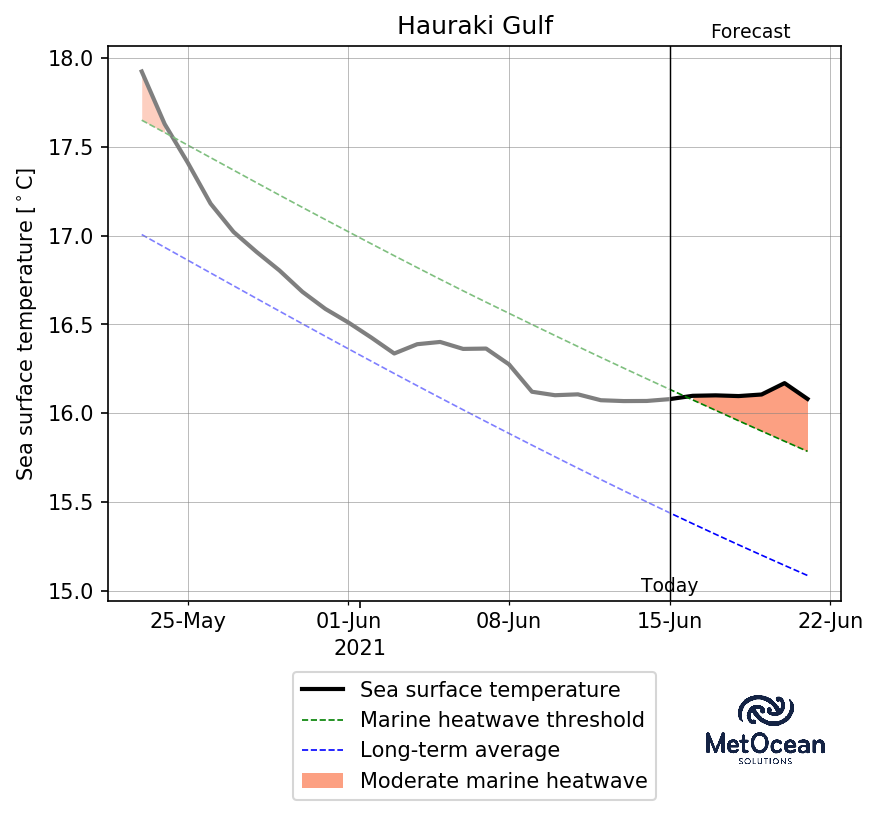 Hauraki Gulf
Forecast
Sea surface temperature [°C]
18.0
17.5
17.0
16.5
16.0
15.5
15.0
Today
25-May
01-Jun
08-Jun
15-Jun
22-Jun
2021
Sea surface temperature
Marine heatwave threshold
Long-term average
Moderate marine heatwave
MetOcean
SOLUTIONS